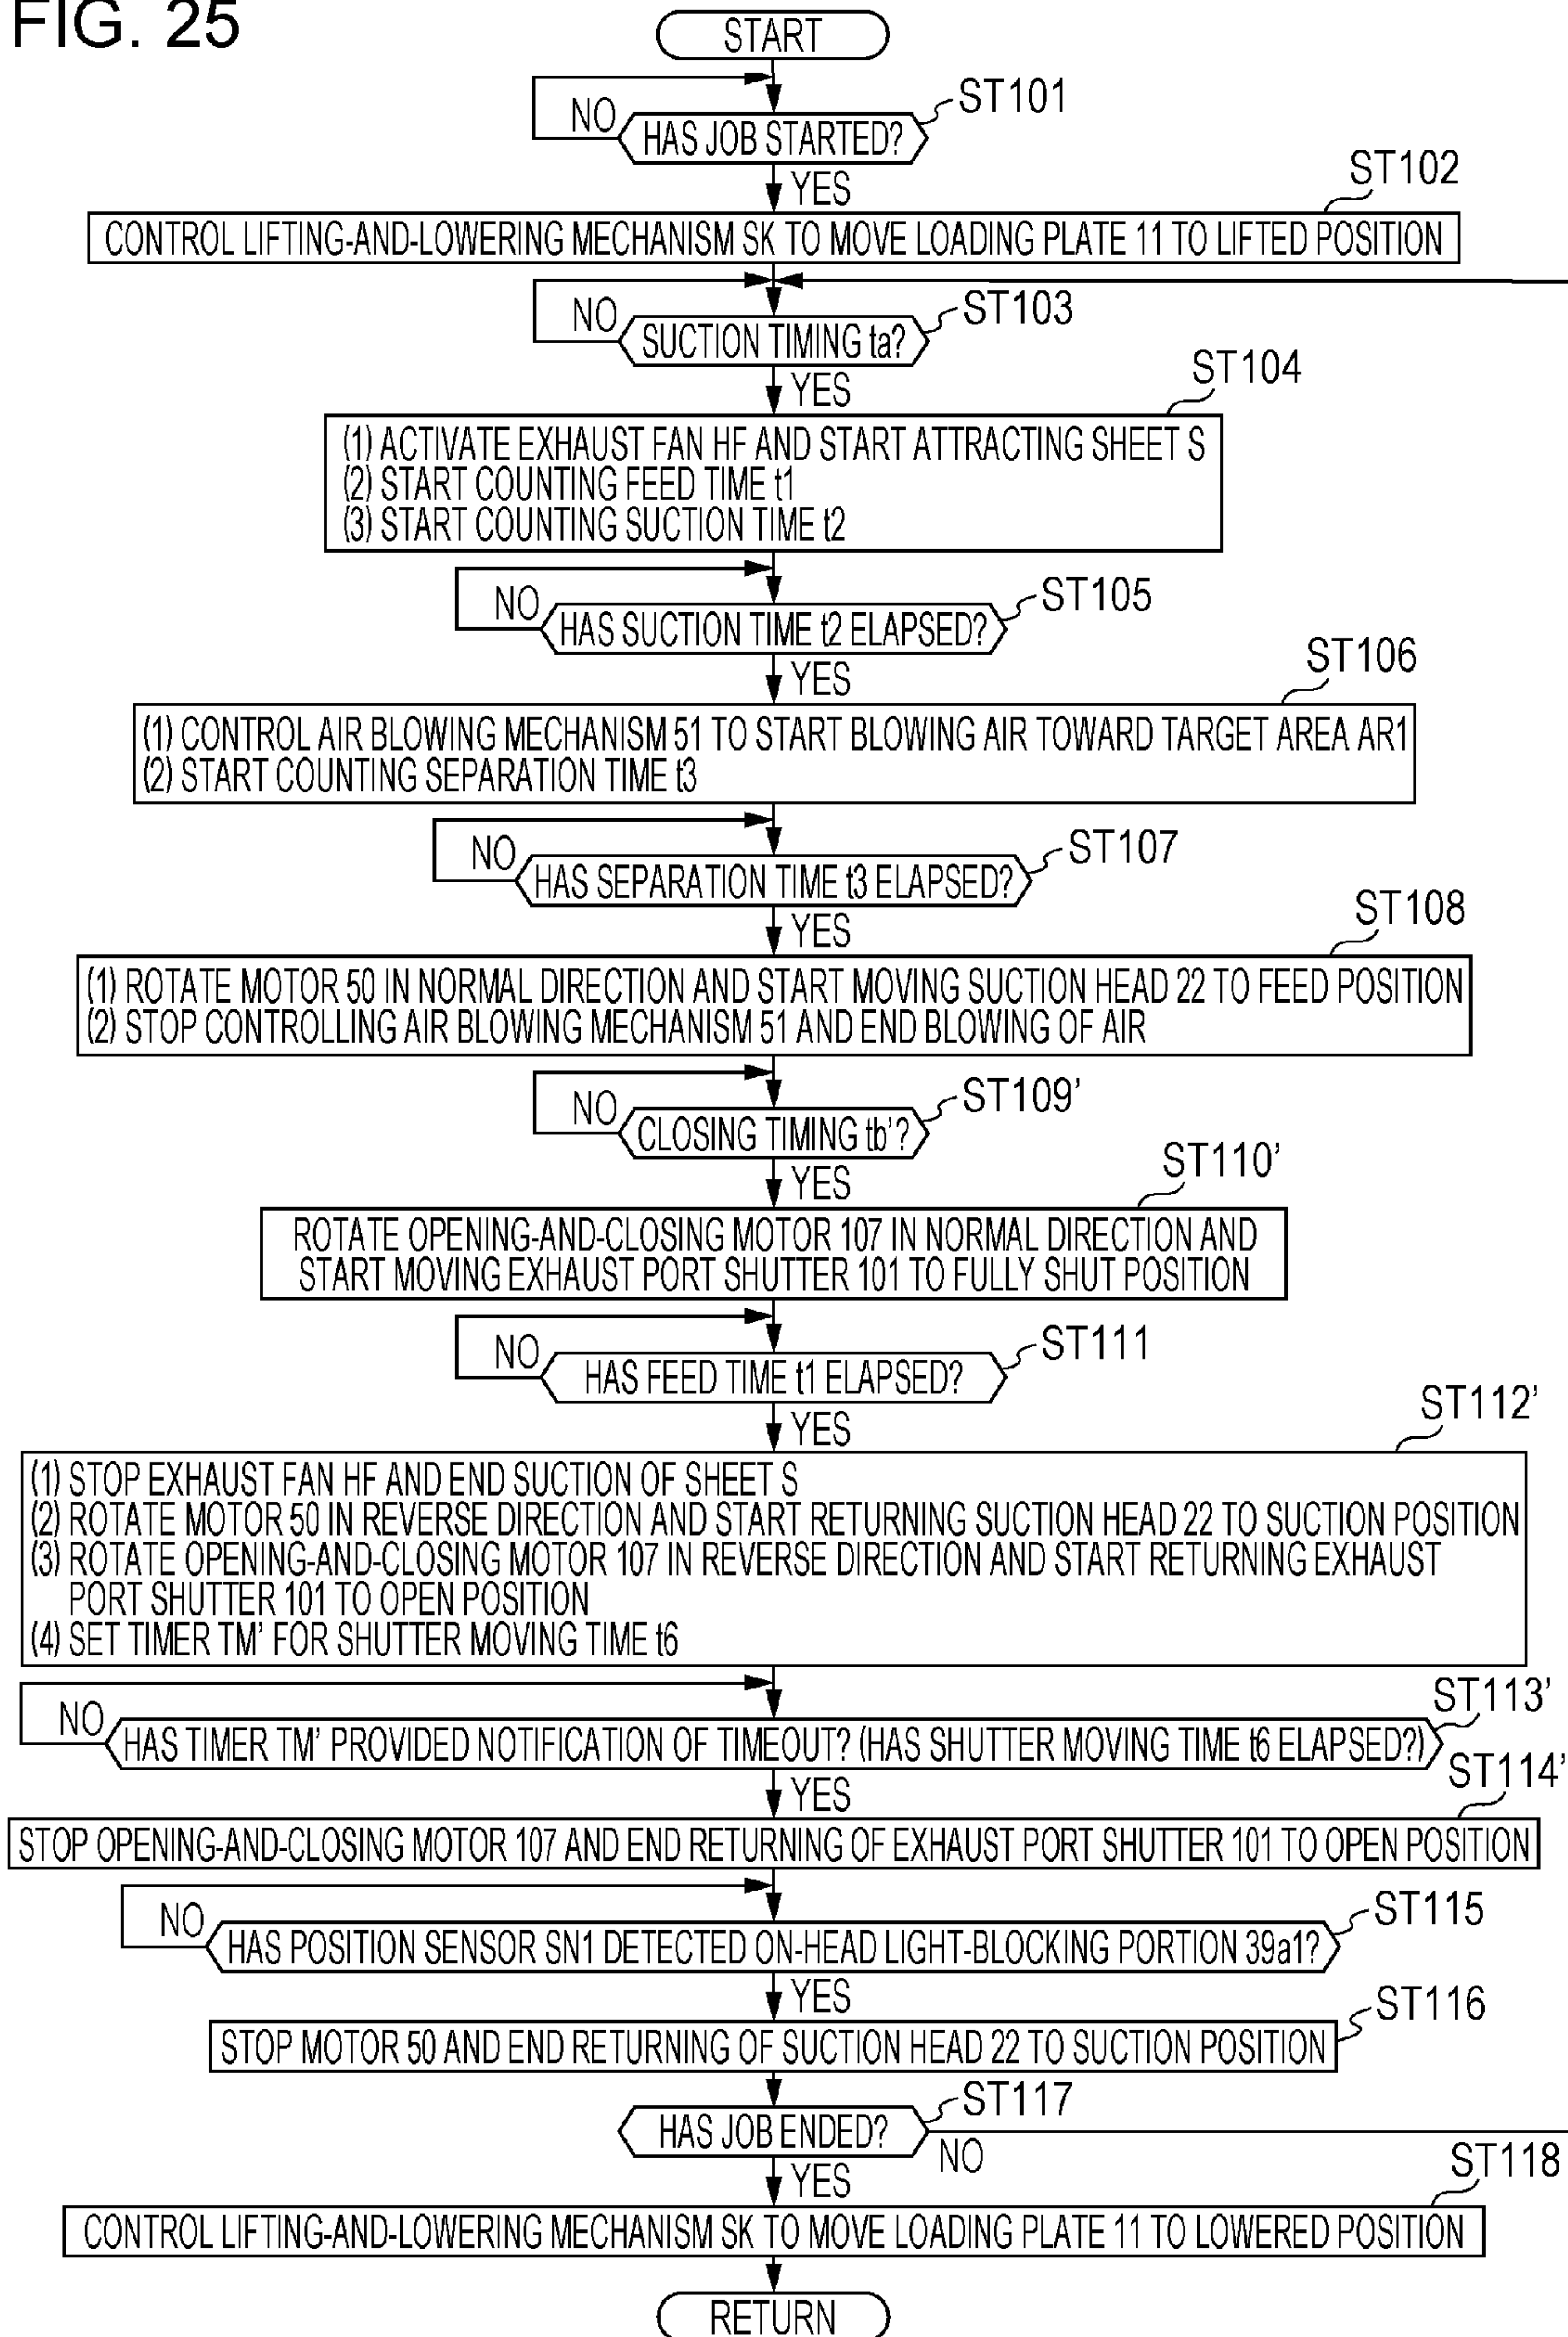 FIG. 25
START
ST101
NO
HAS JOB STARTED?
YES
ST102
CONTROL LIFTING-AND-LOWERING MECHANISM SK TO MOVE LOADING PLATE 11 TO LIFTED POSITION
NO
ST103
SUCTION TIMING ta?
YES
ST104
(1) ACTIVATE EXHAUST FAN HF AND START ATTRACTING SHEET S
(2) START COUNTING FEED TIME t1
(3) START COUNTING SUCTION TIME t2
NO
ST105
HAS SUCTION TIME t2 ELAPSED?
YES
ST106
(1) CONTROL AIR BLOWING MECHANISM 51 TO START BLOWING AIR TOWARD TARGET AREA AR1
(2) START COUNTING SEPARATION TIME t3
NO
ST107
HAS SEPARATION TIME t3 ELAPSED?
YES
ST108
(1) ROTATE MOTOR 50 IN NORMAL DIRECTION AND START MOVING SUCTION HEAD 22 TO FEED POSITION
(2) STOP CONTROLLING AIR BLOWING MECHANISM 51 AND END BLOWING OF AIR
NO
ST109'
CLOSING TIMING tb'?
YES
ST110'
ROTATE OPENING-AND-CLOSING MOTOR 107 IN NORMAL DIRECTION AND
START MOVING EXHAUST PORT SHUTTER 101 TO FULLY SHUT POSITION
NO
ST111
HAS FEED TIME t1 ELAPSED?
YES
ST112'
(1) STOP EXHAUST FAN HF AND END SUCTION OF SHEET S
(2) ROTATE MOTOR 50 IN REVERSE DIRECTION AND START RETURNING SUCTION HEAD 22 TO SUCTION POSITION
(3) ROTATE OPENING-AND-CLOSING MOTOR 107 IN REVERSE DIRECTION AND START RETURNING EXHAUST
PORT SHUTTER 101 TO OPEN POSITION
(4) SET TIMER TM' FOR SHUTTER MOVING TIME t6
NO
ST113'
HAS TIMER TM' PROVIDED NOTIFICATION OF TIMEOUT? (HAS SHUTTER MOVING TIME t6 ELAPSED?)
YES
ST114'
STOP OPENING-AND-CLOSING MOTOR 107 AND END RETURNING OF EXHAUST PORT SHUTTER 101 TO OPEN POSITION
NO
ST115
HAS POSITION SENSOR SN1 DETECTED ON-HEAD LIGHT-BLOCKING PORTION 39a1?
YES
ST116
STOP MOTOR 50 AND END RETURNING OF SUCTION HEAD 22 TO SUCTION POSITION
ST117
HAS JOB ENDED?
NO
YES
ST118
CONTROL LIFTING-AND-LOWERING MECHANISM SK TO MOVE LOADING PLATE 11 TO LOWERED POSITION
RETURN